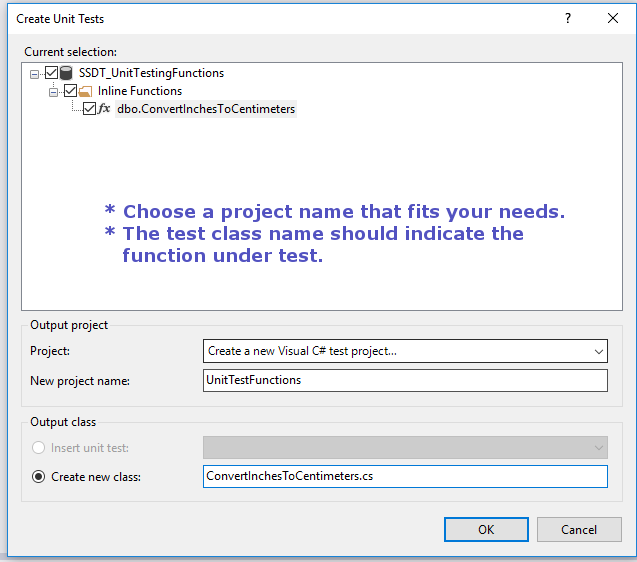 Create Unit Tests
?
Current selection:
SSDT_UnitTestingFunctions
Inline Functions
fx dbo.ConvertInchesToCentimeters
* Choose a project name that fits your needs.
* The test class name should indicate the
function under test.
Output project
Project:
Create a new Visual C# test project...
New project name:
UnitTestFunctions
Output class
Insert unit test:
Create new class:
ConvertInchesToCentimeters.cs
OK
Cancel